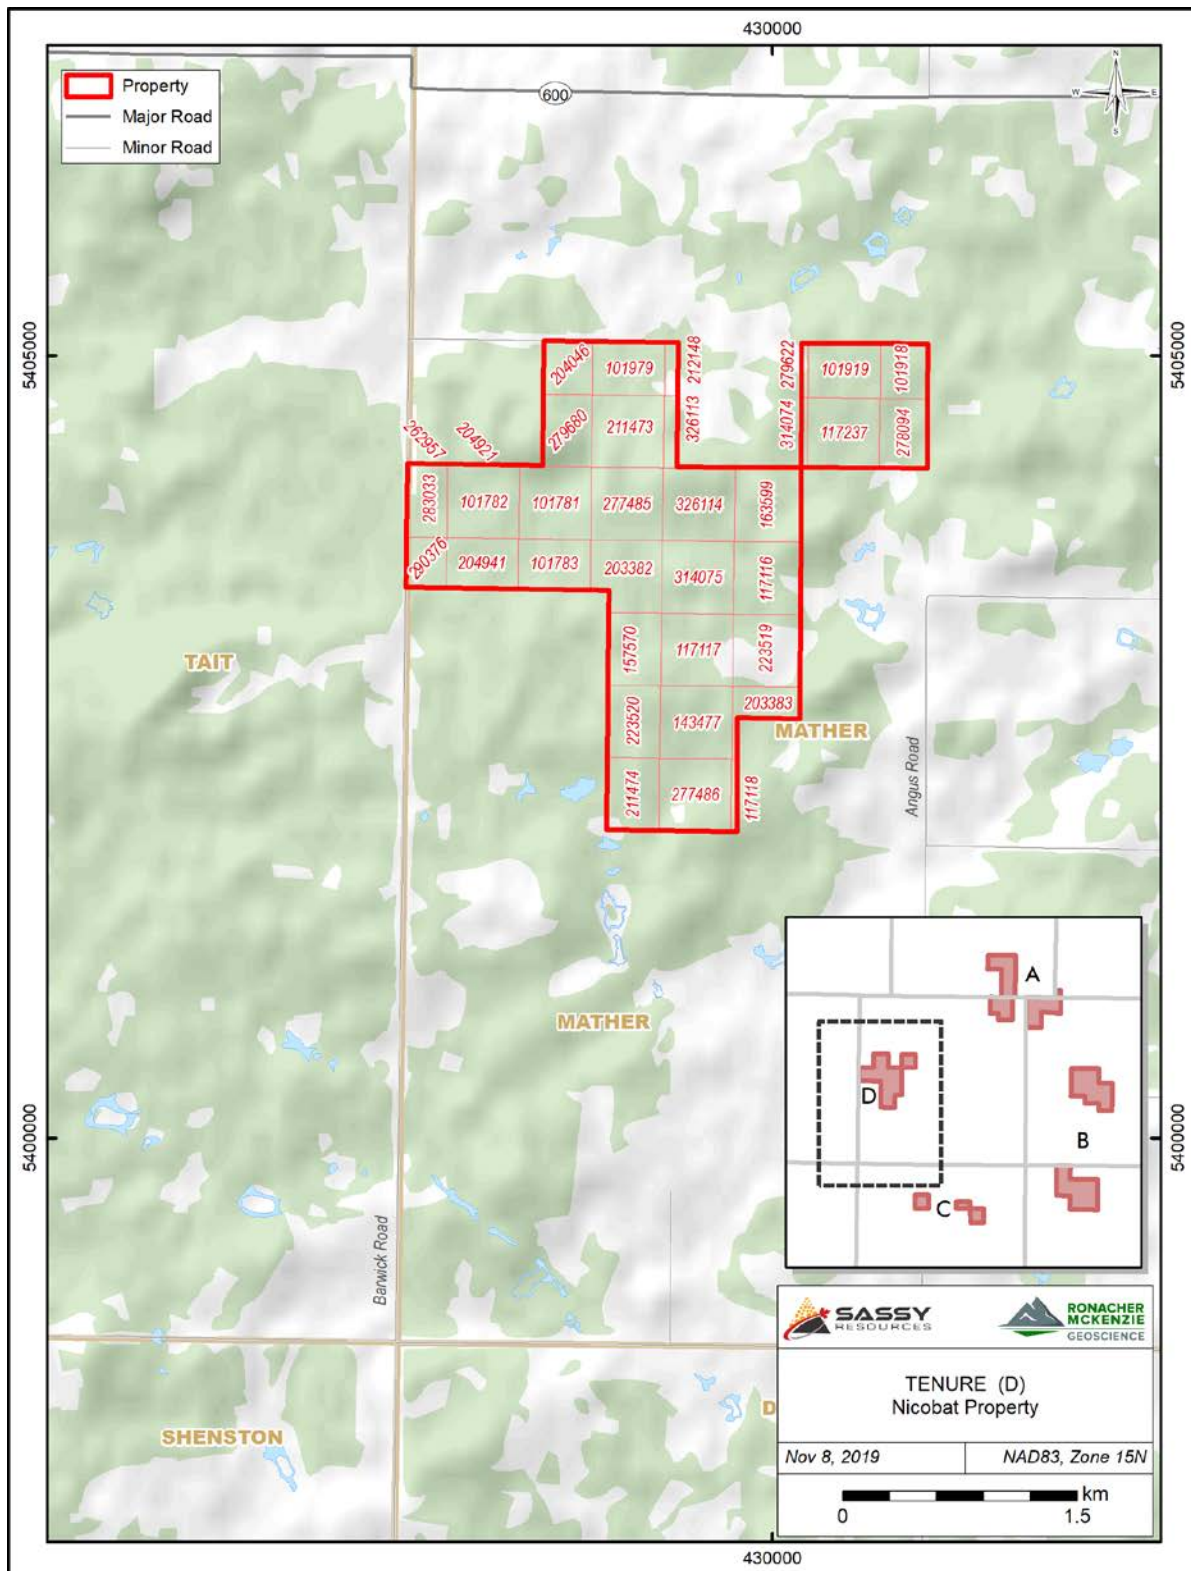 430000
Property
Major Road
Minor Road
600
N
W
E
S
5405000
5405000
204046
101979
212148
279622
101919
101918
279680
211473
326113
314074
117237
278094
262957
204921
283033
101782
101781
277485
326114
163599
290376
204941
101783
203382
314075
117116
157570
117117
223519
TAIT
223520
143477
203383
MATHER
Angus Road
211474
277486
117118
A
MATHER
D
B
5400000
5400000
C
Barwick Road
SASSY
RESOURCES
RONACHER
MCKENZIE
GEOSCIENCE
TENURE (D)
Nicobat Property
D
SHENSTON
Nov 8, 2019
NAD83, Zone 15N
km
0
1.5
430000